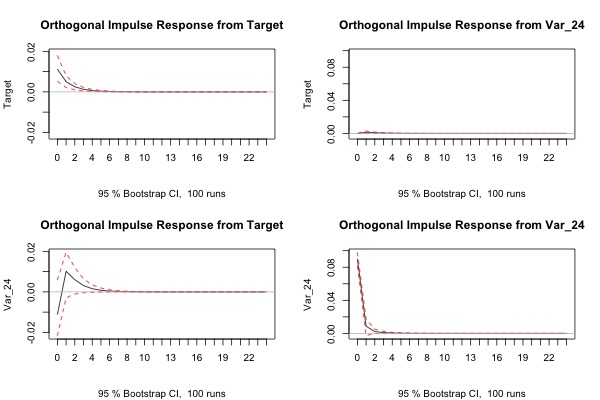 Orthogonal Impulse Response from Target
Orthogonal Impulse Response from Var_24
Target
0.02
0.00
-0.02
0 2 4 6 8 10 13 16 19 22
95 % Bootstrap CI, 100 runs
Target
0.08
0.04
0.00
0 2 4 6 8 10 13 16 19 22
95 % Bootstrap CI, 100 runs
Orthogonal Impulse Response from Target
Orthogonal Impulse Response from Var_24
Var_24
0.02
0.00
-0.02
0 2 4 6 8 10 13 16 19 22
95 % Bootstrap CI, 100 runs
Var_24
0.08
0.04
0.00
0 2 4 6 8 10 13 16 19 22
95 % Bootstrap CI, 100 runs